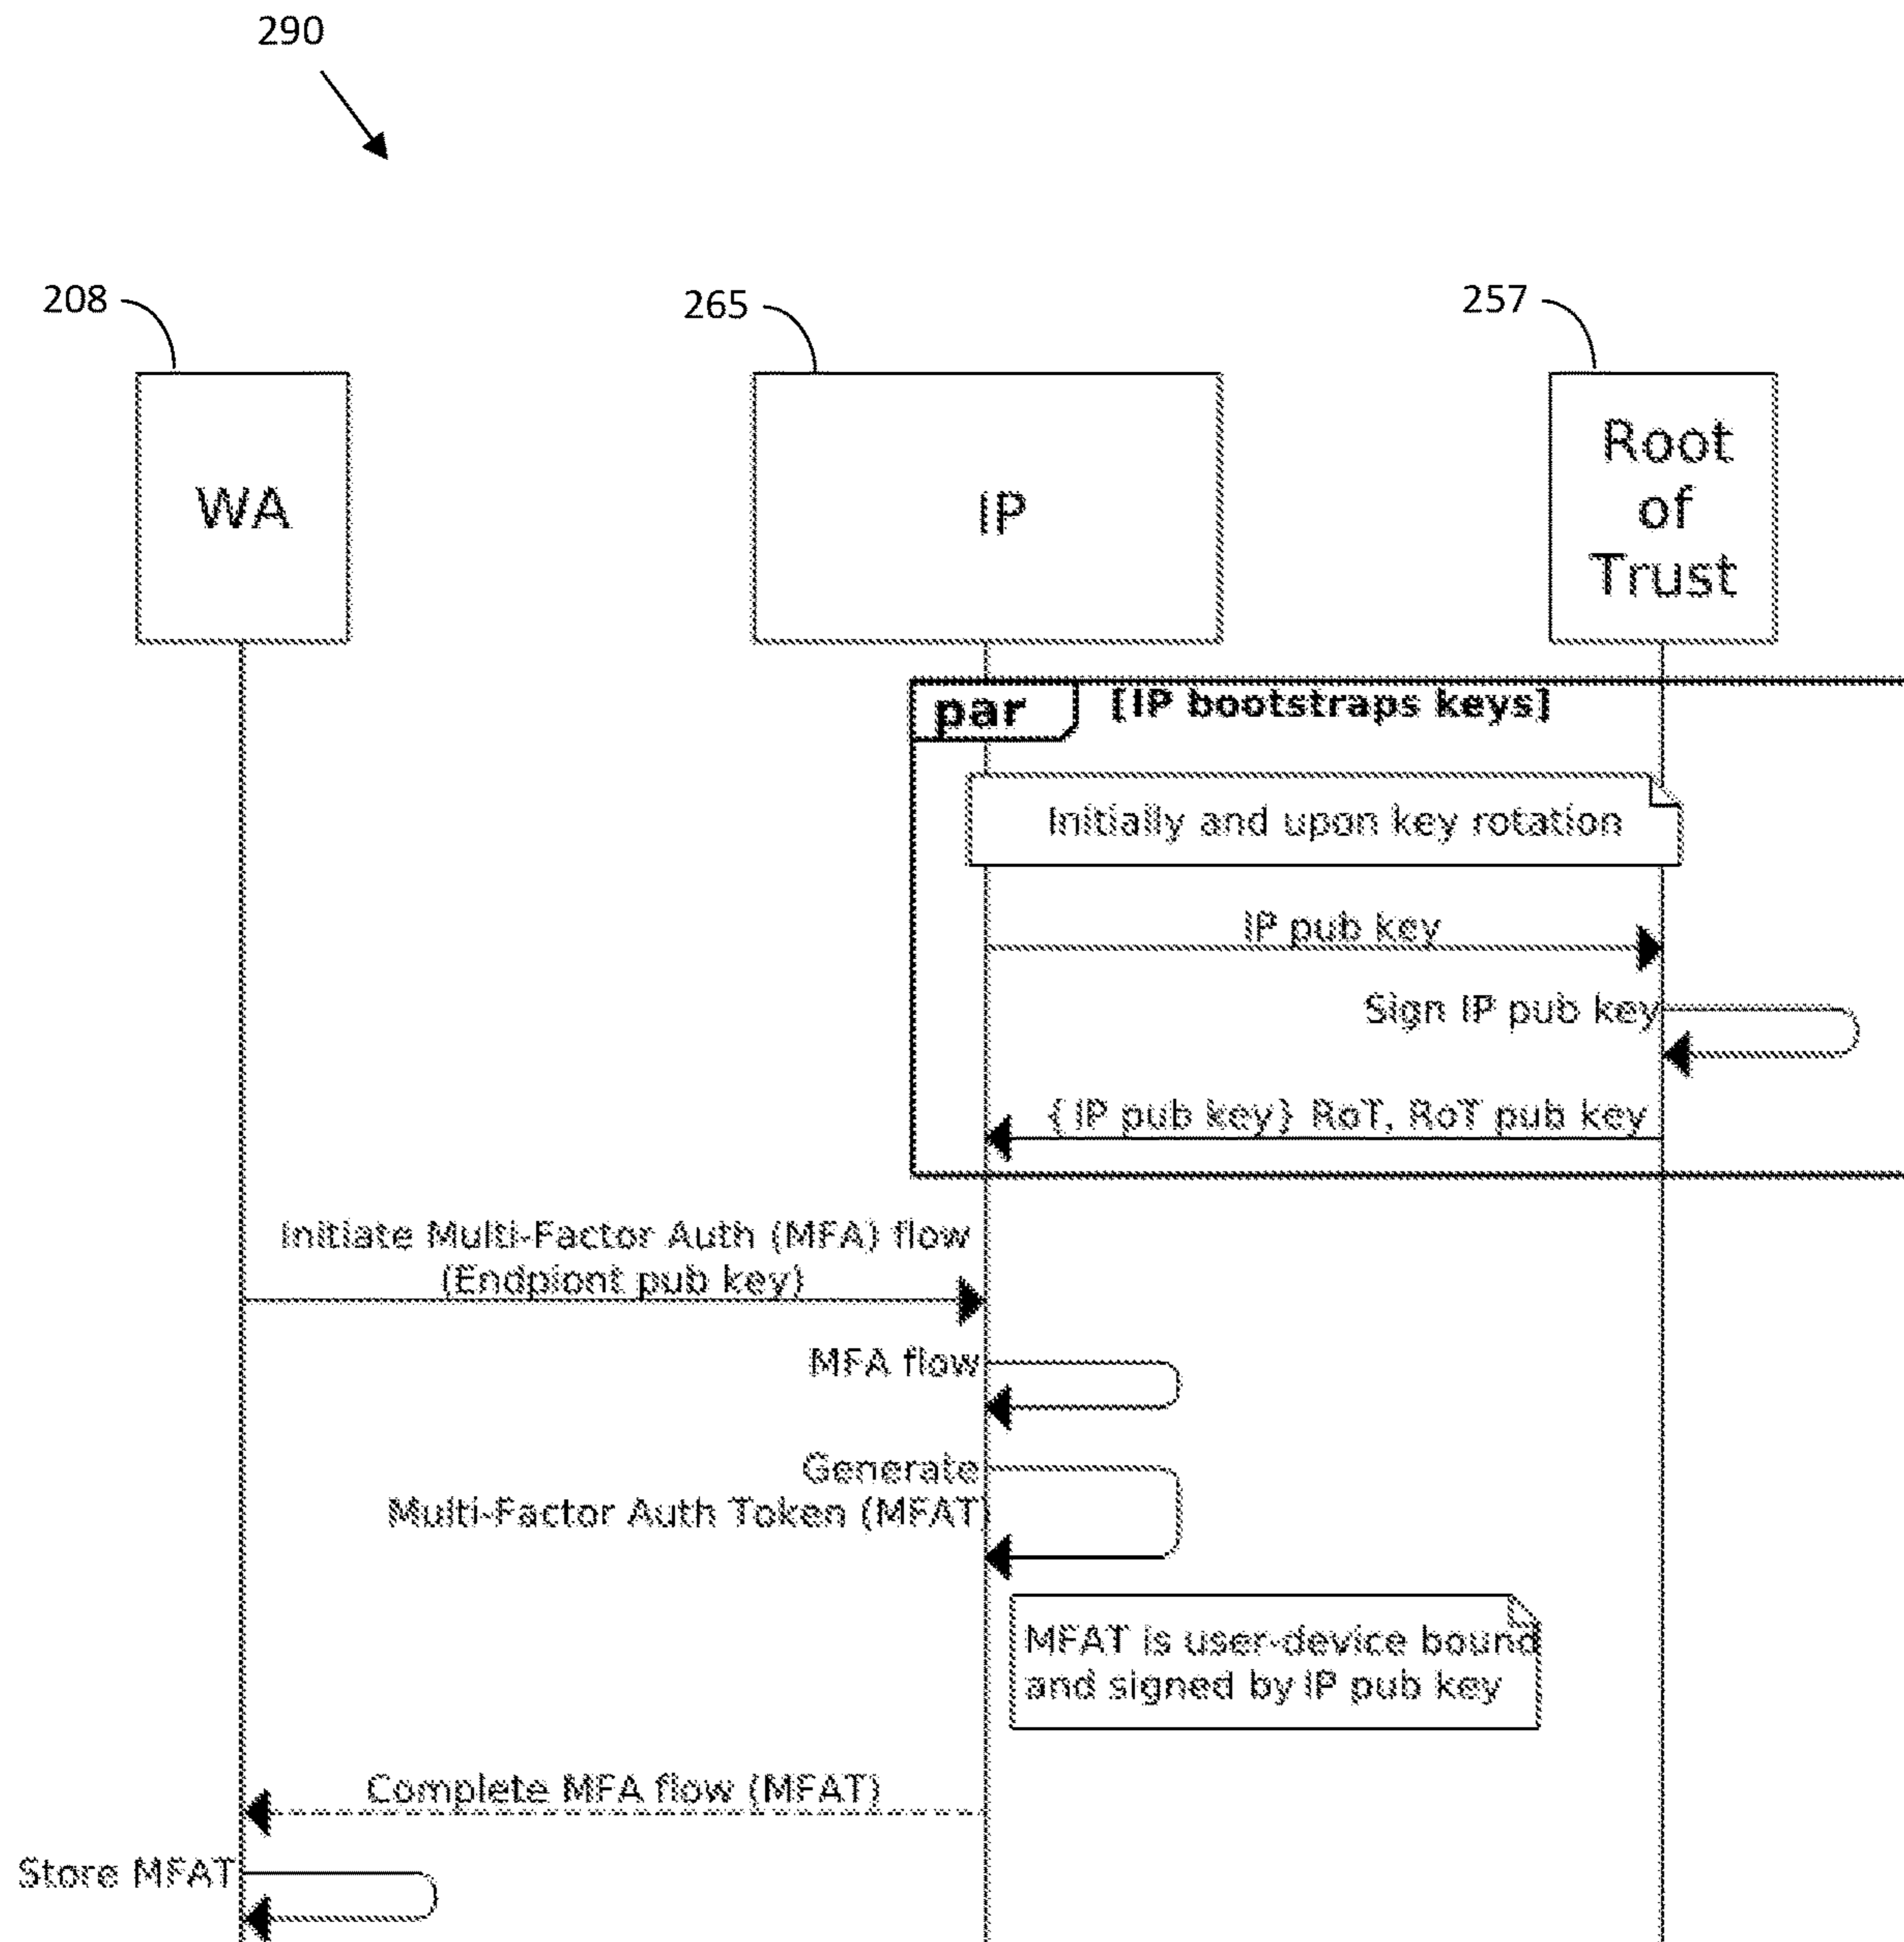 290
208
265
257
WA
IP
Root
of
Trust
par
[IP bootstraps keys]
Initially and upon key rotation
IP pub key
Sign IP pub key
{IP pub key} RoT, RoT pub key
Initiate Multi-Factor Auth (MFA) flow
(Endpiont pub key)
MFA flow
Generate
Multi-Factor Auth Token (MFAT)
MFAT is user-device bound
and signed by IP pub key
Complete MFA flow (MFAT)
Store MFAT